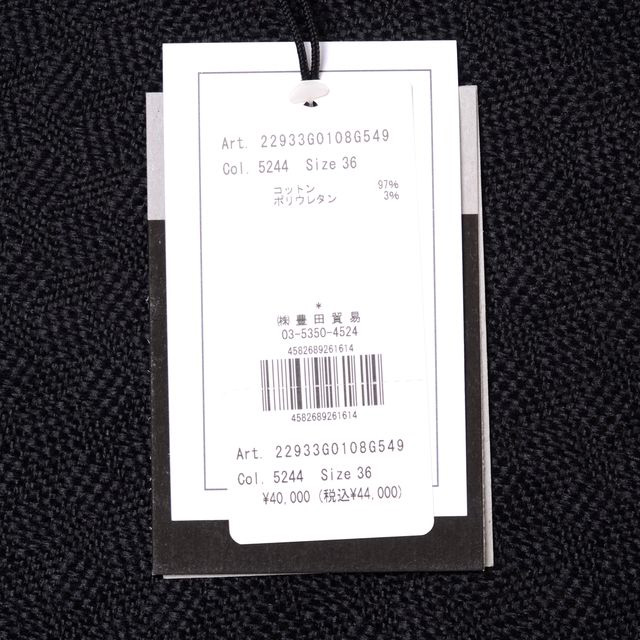 Art. 22933G0108G549
Col. 5244 Size 36
コットン 97%
ポリウレタン 3%
*
㈱豊田貿易
03-5350-4524
4582689261614
4582689261614
Art. 22933G0108G549
Col. 5244 Size 36
¥40,000 (税込¥44,000)